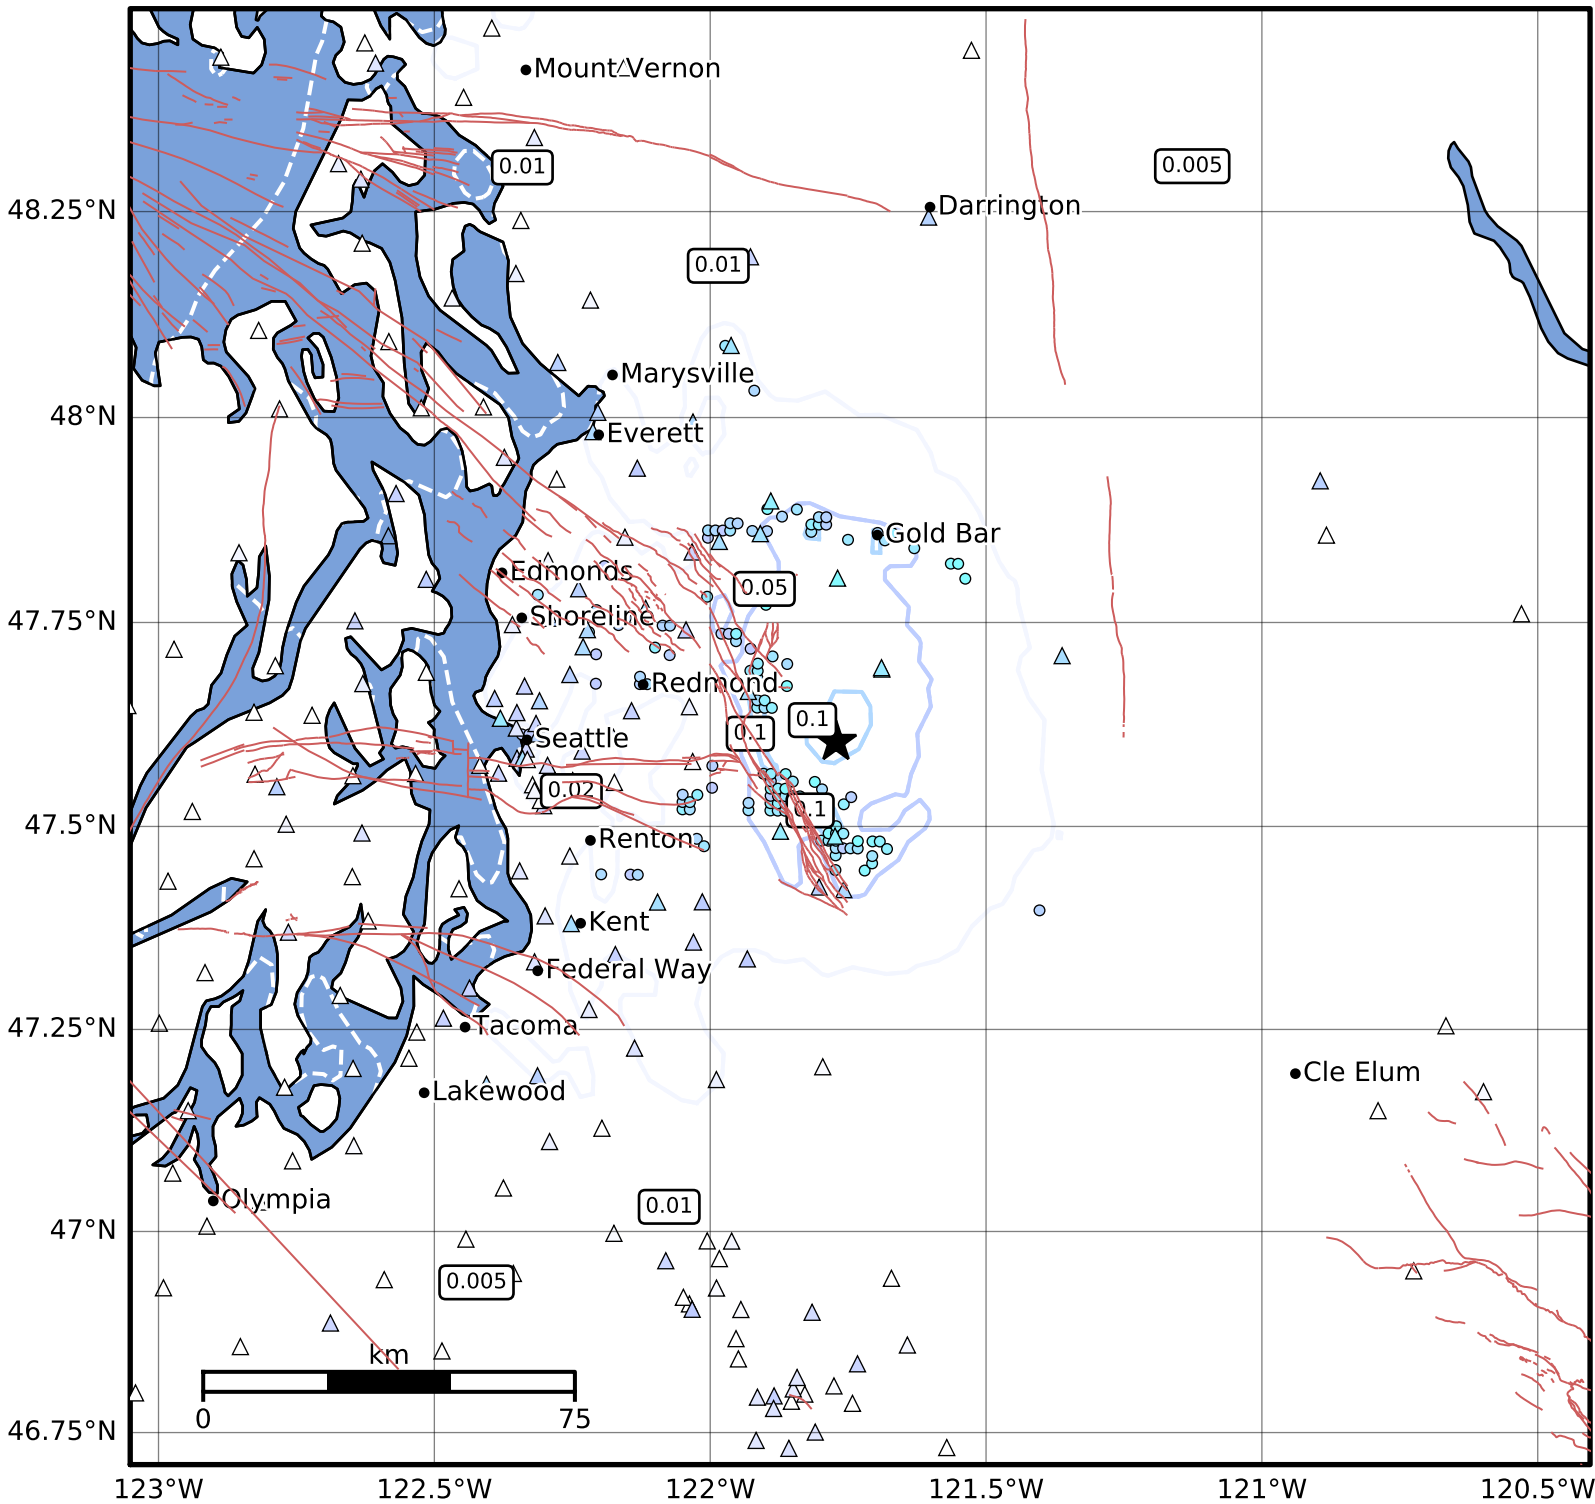 Mount Vernon
0.01
0.005
48.25°N
Darrington
0.01
Marysville
48°N
Everett
Gold Bar
Edmonds
0.05
47.75°N
Shoreline
Redmond
0.1
0.1
Seattle
0.02
0.1
47.5°N
Renton
Kent
Federal Way
47.25°N
Tacoma
Cle Elum
Lakewood
Olympia
0.01
47°N
0.005
km
0
75
46.75°N
123°W
122.5°W
122°W
121.5°W
121°W
120.5°W